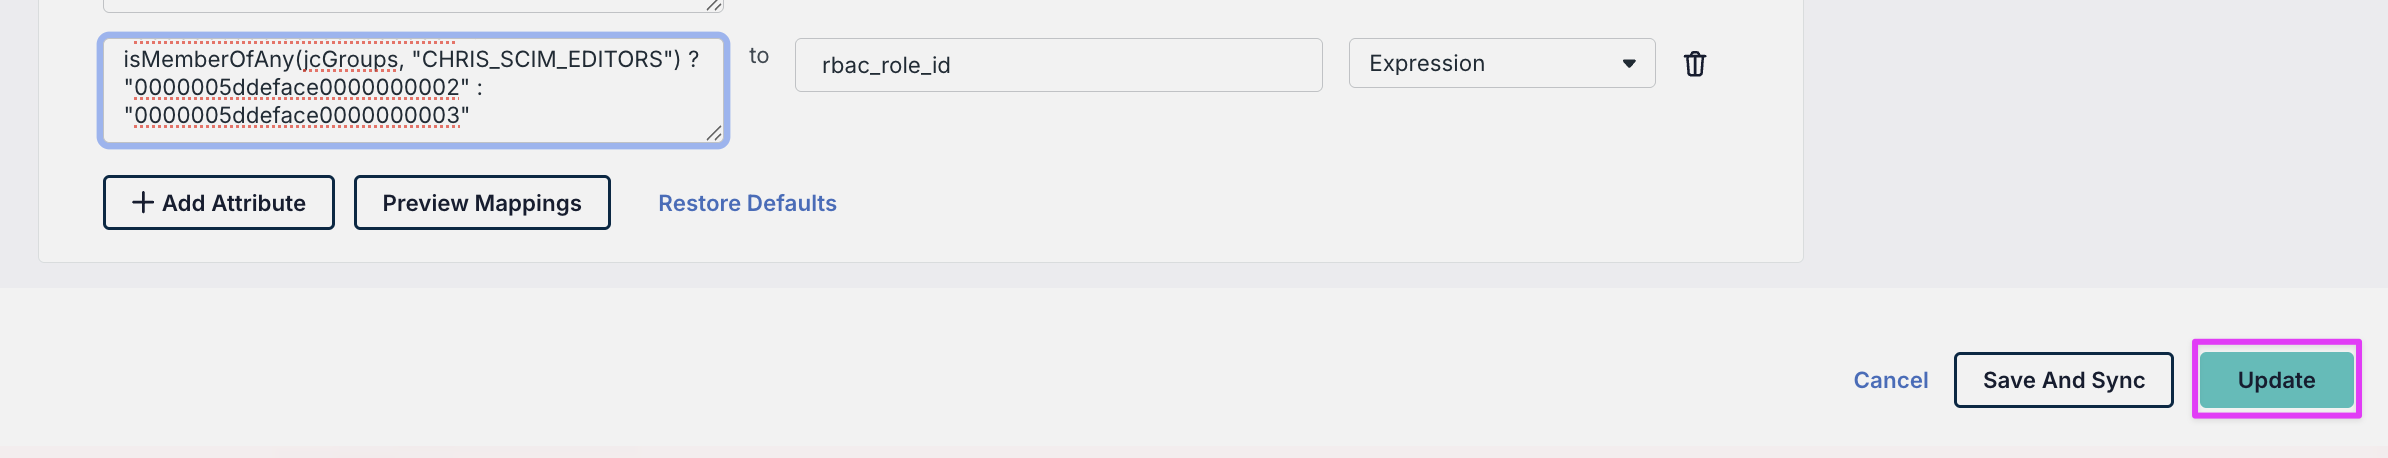 isMemberOfAny(jcGroups, "CHRIS_SCIM_EDITORS") ?
"0000005ddeface0000000002" :
"0000005ddeface0000000003"
to
rbac_role_id
Expression
Add Attribute
Preview Mappings
Restore Defaults
Cancel
Save And Sync
Update